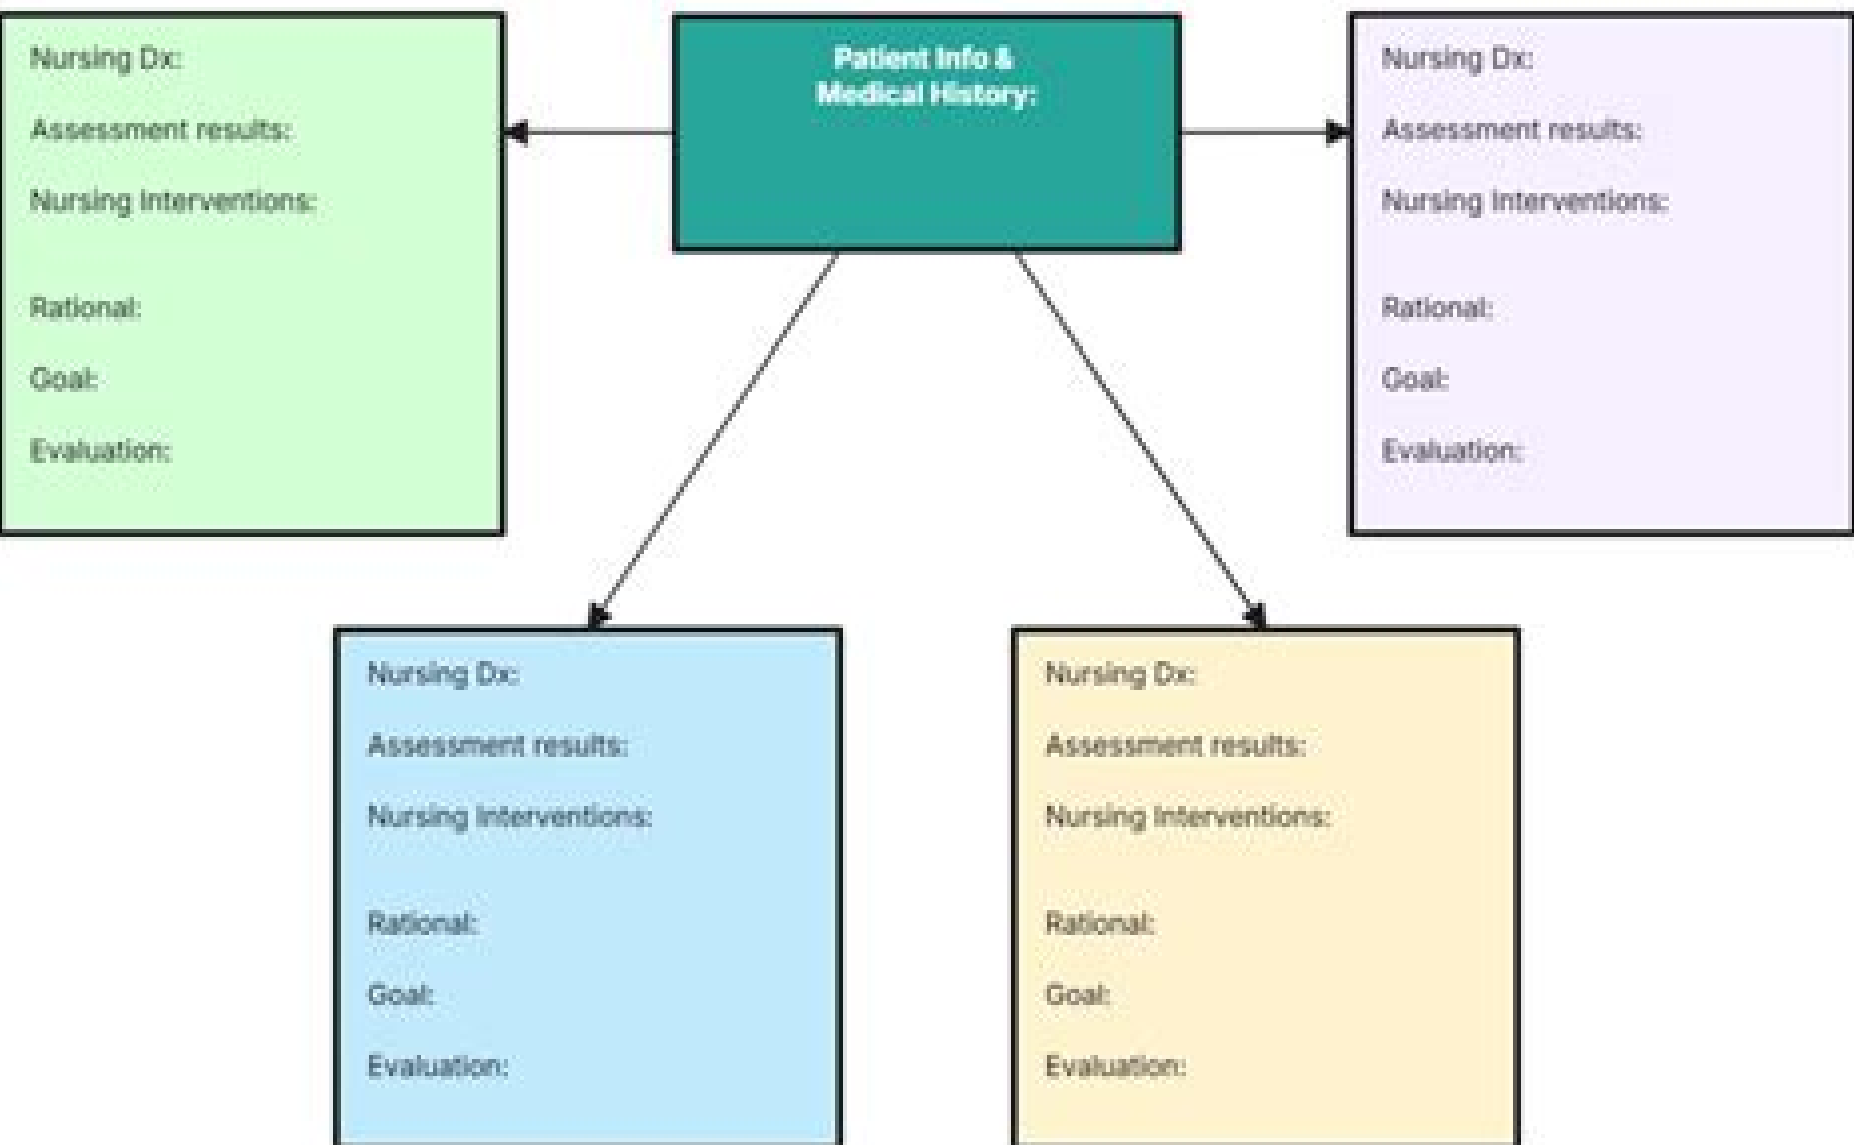 Patient Info &
Medical History:
Nursing Dx:
Assessment results:
Nursing Interventions:
Rational:
Goal:
Evaluation:
Nursing Dx:
Assessment results:
Nursing Interventions:
Rational:
Goal:
Evaluation:
Nursing Dx:
Assessment results:
Nursing Interventions:
Rational:
Goal:
Evaluation:
Nursing Dx:
Assessment results:
Nursing Interventions:
Rational:
Goal:
Evaluation: